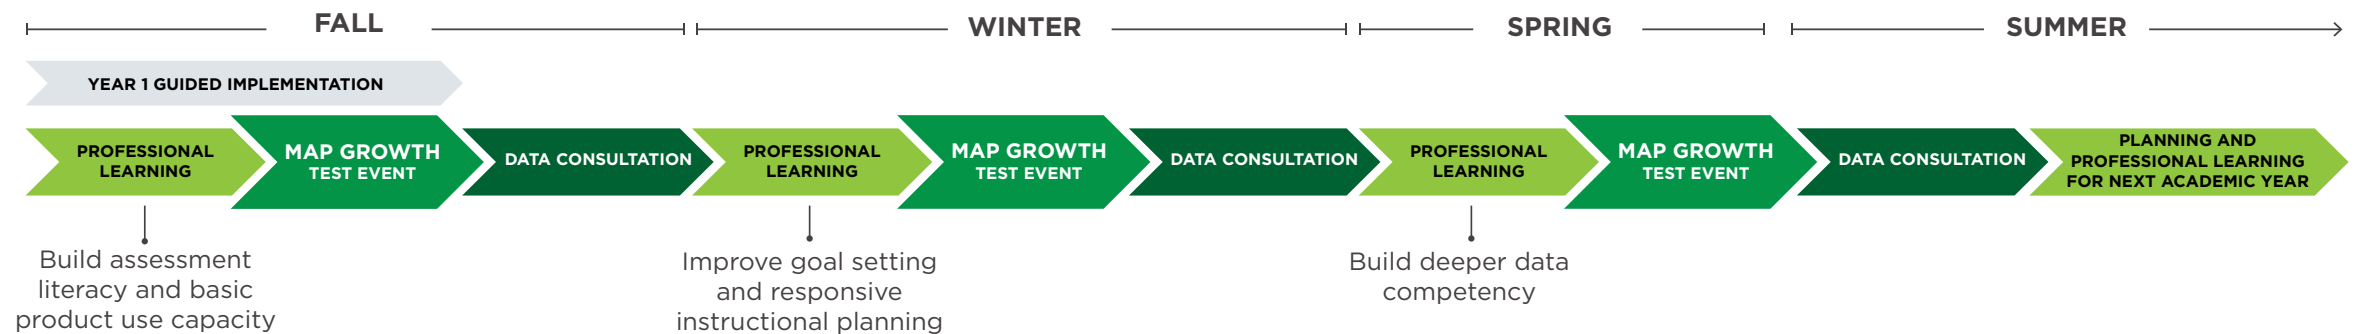 FALL
WINTER
SPRING
SUMMER
YEAR 1 GUIDED IMPLEMENTATION
PROFESSIONAL
LEARNING
MAP GROWTH
TEST EVENT
DATA CONSULTATION
PROFESSIONAL
LEARNING
MAP GROWTH
TEST EVENT
DATA CONSULTATION
PROFESSIONAL
LEARNING
MAP GROWTH
TEST EVENT
DATA CONSULTATION
PLANNING AND
PROFESSIONAL LEARNING
FOR NEXT ACADEMIC YEAR
Build assessment
literacy and basic
product use capacity
Improve goal setting
and responsive
instructional planning
Build deeper data
competency